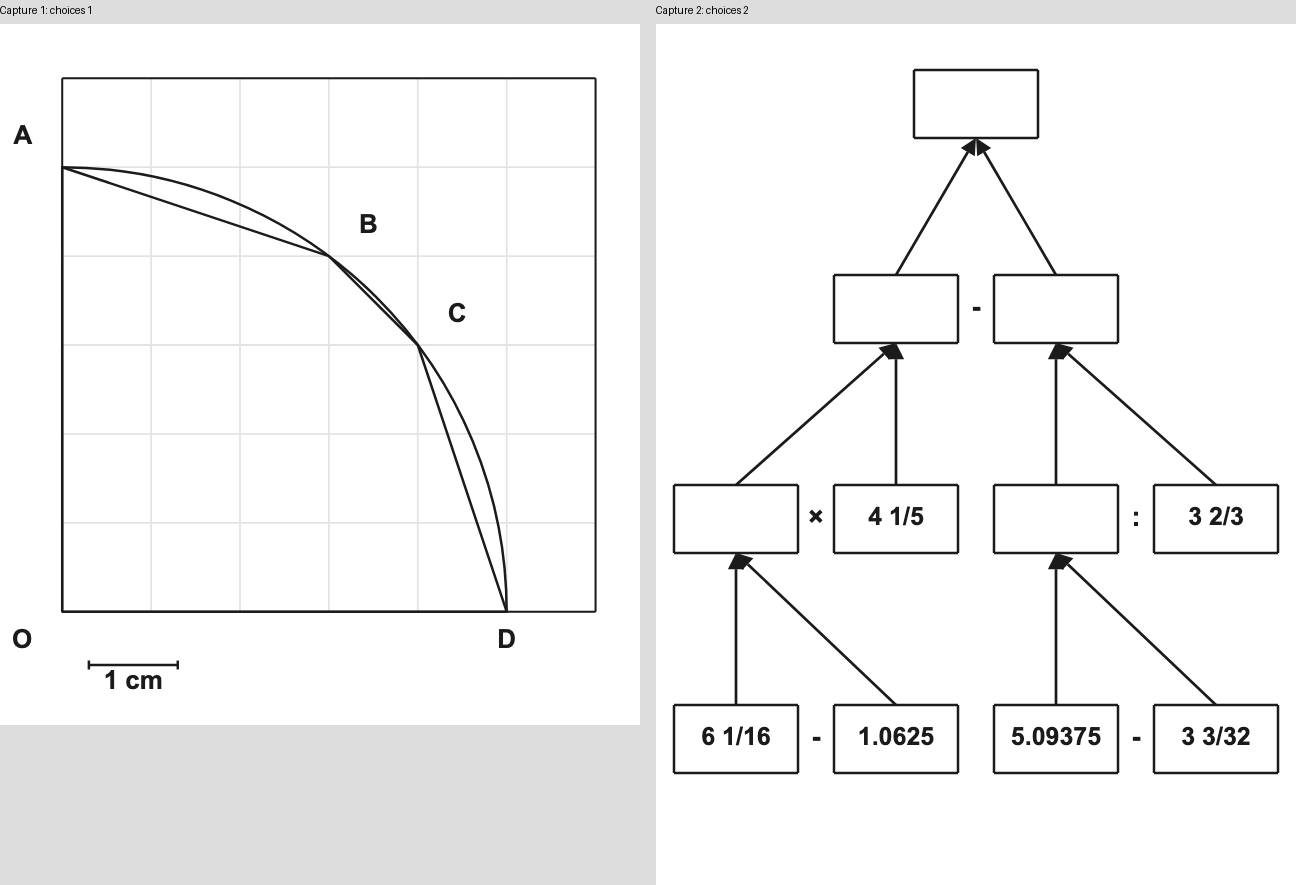 Capture 1: choices 1
A
B
C
O
D
1 cm
Capture 2: choices 2
-
× 4 1/5 : 3 2/3
6 1/16 - 1.0625 5.09375 - 3 3/32